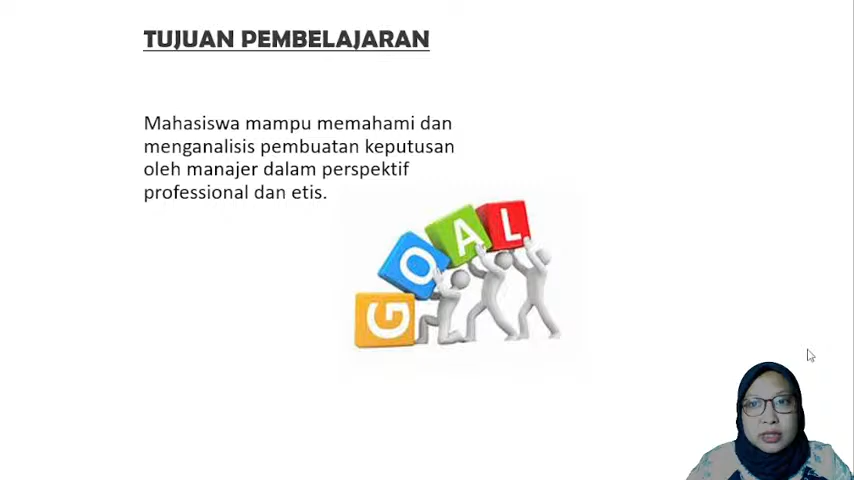 TUJUAN PEMBELAJARAN
Mahasiswa mampu memahami dan
menganalisis pembuatan keputusan
oleh manajer dalam perspektif
professional dan etis.
GOAL